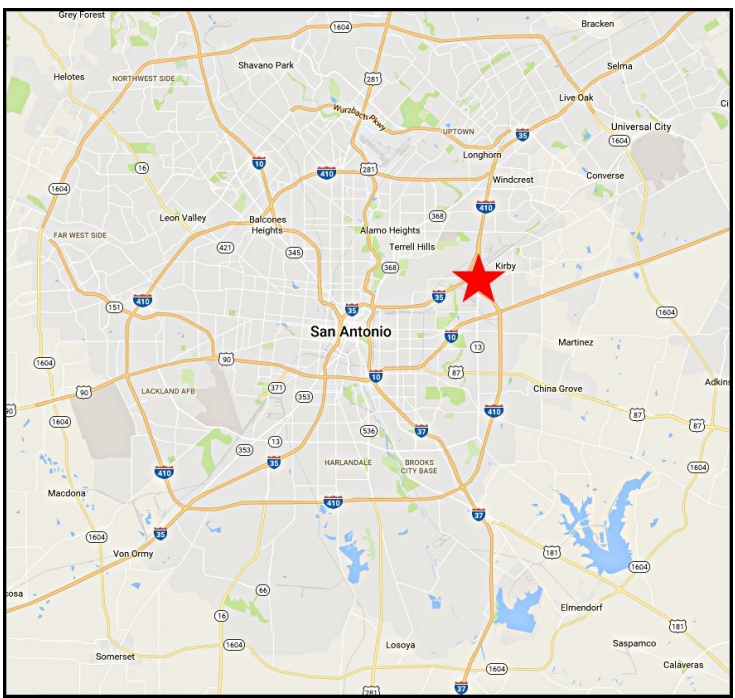 Grey Forest
Bracken
1604
Shavano Park
Selma
Helotes
NORTHWEST SIDE
281
Live Oak
Ci
Wurzbach Pkwy
UPTOWN
35
Universal City
1604
Longhorn
10
16
410
281
Windcrest
Converse
1604
410
Leon Valley
Balcones
Heights
368
Alamo Heights
FAR WEST SIDE
421
345
Terrell Hills
368
Kirby
410
35
151
35
1604
San Antonio
10
13
Martinez
1604
90
87
10
Adkins
90
LACKLAND AFB
371
353
China Grove
90
1604
410
87
87
536
37
13
353
35
HARLANDALE
BROOKS
CITY BASE
410
1604
Macdona
410
37
35
1604
Von Ormy
181
1604
cosa
66
16
Elmendorf
181
1604
Losoya
Saspamco
Somerset
1604
Calaveras
281
37